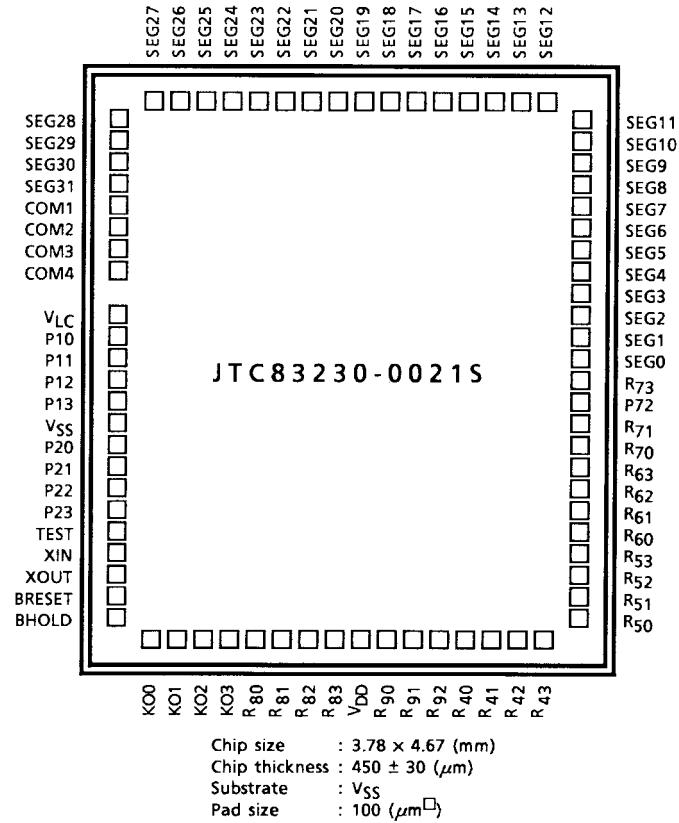 SEG27 SEG26 SEG25 SEG24 SEG23 SEG22 SEG21 SEG20 SEG19 SEG18 SEG17 SEG16 SEG15 SEG14 SEG13 SEG12
SEG28
SEG29
SEG30
SEG31
COM1
COM2
COM3
COM4
VLC
P10
P11
P12
P13
VSS
P20
P21
P22
P23
TEST
XIN
XOUT
BRESET
BHOLD
JTC83230-0021S
SEG11
SEG10
SEG9
SEG8
SEG7
SEG6
SEG5
SEG4
SEG3
SEG2
SEG1
SEG0
R73
P72
R71
R70
R63
R62
R61
R60
R53
R52
R51
R50
KO0 KO1 KO2 KO3 R80 R81 R82 R83 VDD R90 R91 R92 R40 R41 R42 R43
Chip size : 3.78 × 4.67 (mm)
Chip thickness : 450 ± 30 (μm)
Substrate : VSS
Pad size : 100 (μm□)